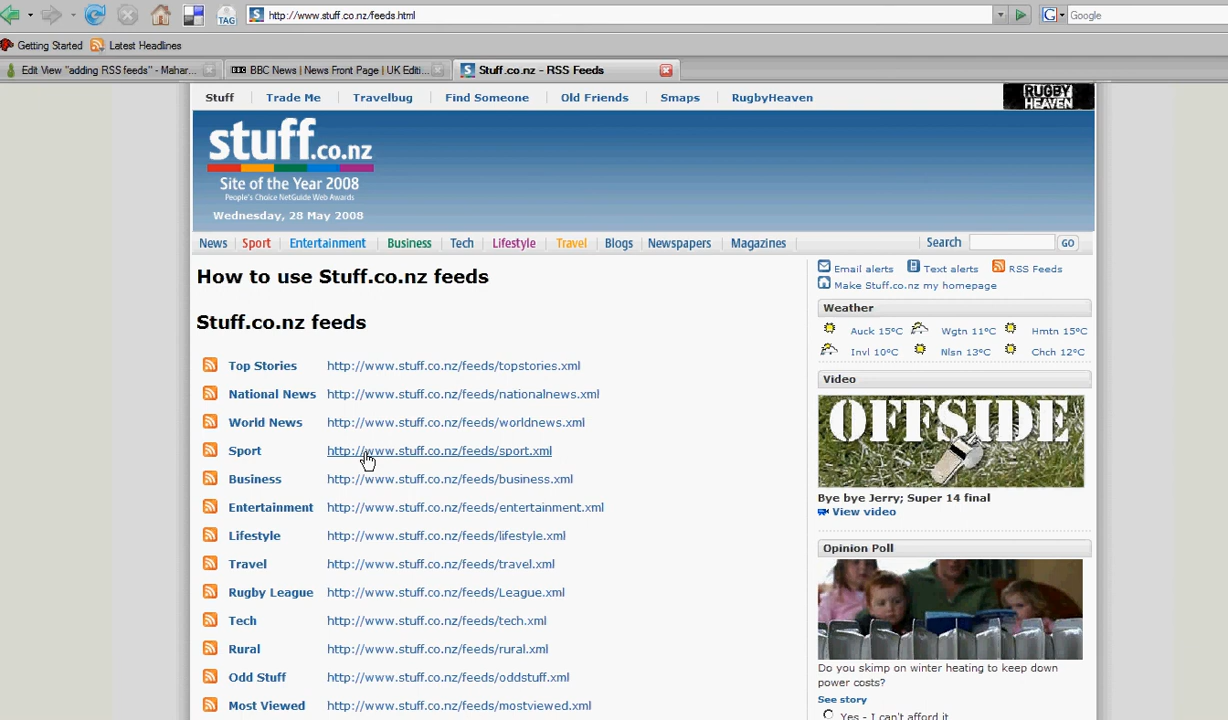 http://www.stuff.co.nz/feeds.html
Google
TAG
Getting Started
Latest Headlines
Edit View "adding RSS feeds" - Mahar...
BBC News | News Front Page | UK Editi...
Stuff.co.nz - RSS Feeds
Stuff Trade Me Travelbug Find Someone Old Friends Smaps RugbyHeaven
RUGBY
HEAVEN
stuff.co.nz
Site of the Year 2008
People's Choice NetGuide Web Awards
Wednesday, 28 May 2008
News Sport Entertainment Business Tech Lifestyle Travel Blogs Newspapers Magazines
Search GO
How to use Stuff.co.nz feeds
Stuff.co.nz feeds
Top Stories http://www.stuff.co.nz/feeds/topstories.xml
National News http://www.stuff.co.nz/feeds/nationalnews.xml
World News http://www.stuff.co.nz/feeds/worldnews.xml
Sport http://www.stuff.co.nz/feeds/sport.xml
Business http://www.stuff.co.nz/feeds/business.xml
Entertainment http://www.stuff.co.nz/feeds/entertainment.xml
Lifestyle http://www.stuff.co.nz/feeds/lifestyle.xml
Travel http://www.stuff.co.nz/feeds/travel.xml
Rugby League http://www.stuff.co.nz/feeds/League.xml
Tech http://www.stuff.co.nz/feeds/tech.xml
Rural http://www.stuff.co.nz/feeds/rural.xml
Odd Stuff http://www.stuff.co.nz/feeds/oddstuff.xml
Most Viewed http://www.stuff.co.nz/feeds/mostviewed.xml
Email alerts Text alerts RSS Feeds
Make Stuff.co.nz my homepage
Weather
Auck 15°C Wgtn 11°C Hmtn 15°C
Invl 10°C Nlsn 13°C Chch 12°C
Video
OFFSIDE
Bye bye Jerry; Super 14 final
View video
Opinion Poll
Do you skimp on winter heating to keep down
power costs?
See story
Yes - I can't afford it